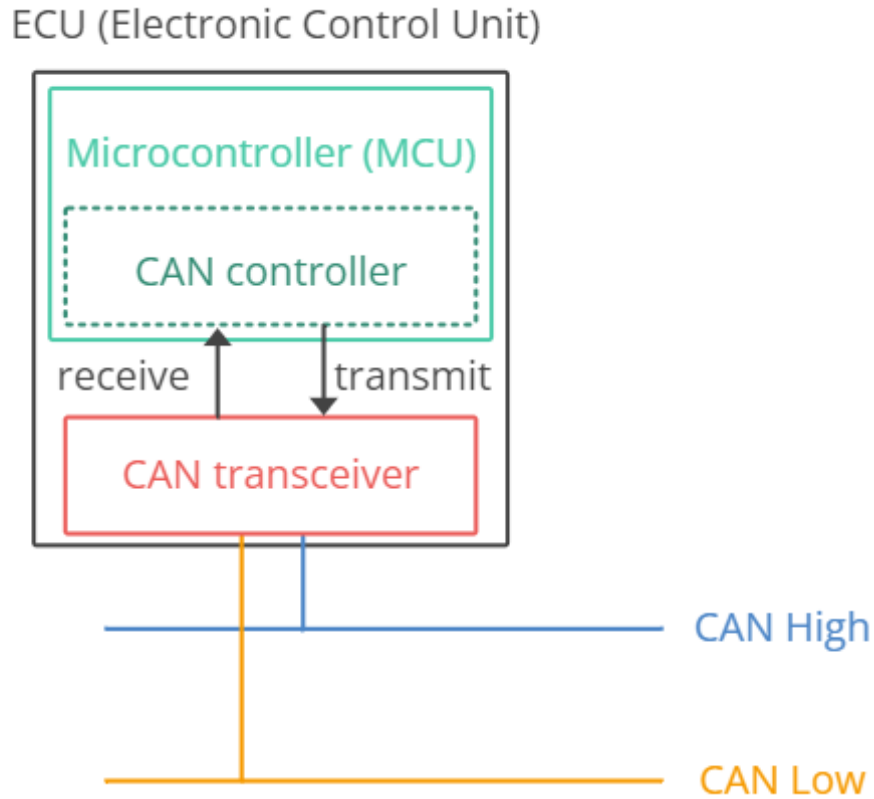 ECU (Electronic Control Unit)
Microcontroller (MCU)
CAN controller
receive
transmit
CAN transceiver
CAN High
CAN Low